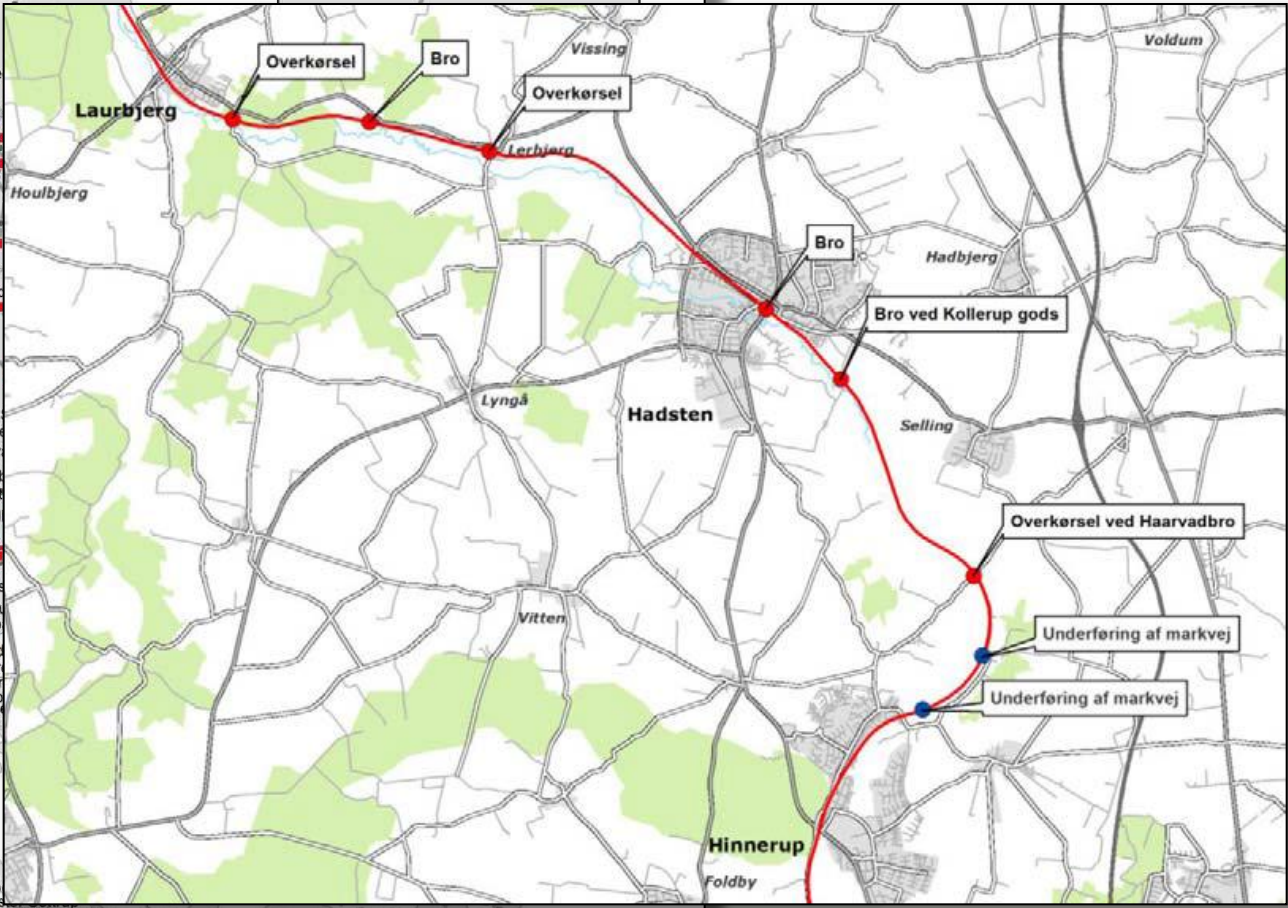 Vissing
Voldum
Overkørsel
Bro
Overkørsel
Laurbjerg
Lerbjerg
Houlbjerg
Bro
Hadbjerg
Bro ved Kollerup gods
Lyngå
Hadsten
Selling
Overkørsel ved Haarvadbro
Vitten
Underføring af markvej
Underføring af markvej
Hinnerup
Foldby